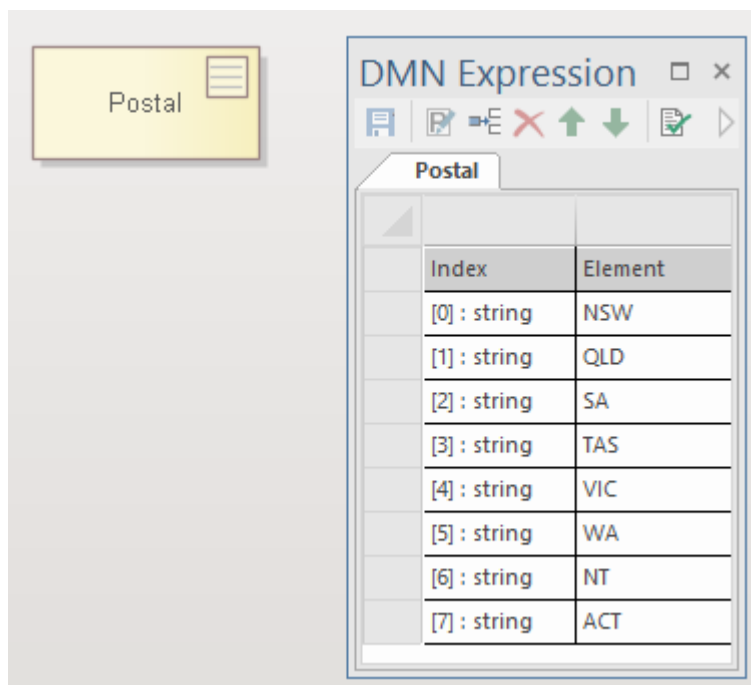 Postal
DMN Expression
Postal
Index Element
[0] : string NSW
[1] : string QLD
[2] : string SA
[3] : string TAS
[4] : string VIC
[5] : string WA
[6] : string NT
[7] : string ACT